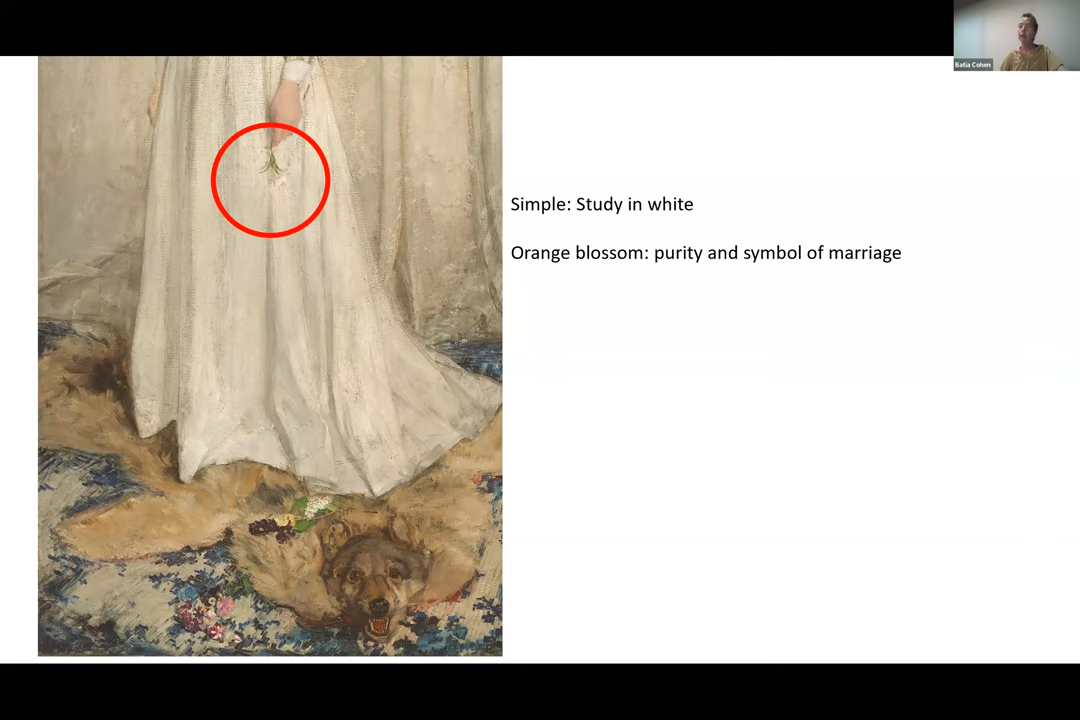 Batia Cohen
Simple: Study in white
Orange blossom: purity and symbol of marriage